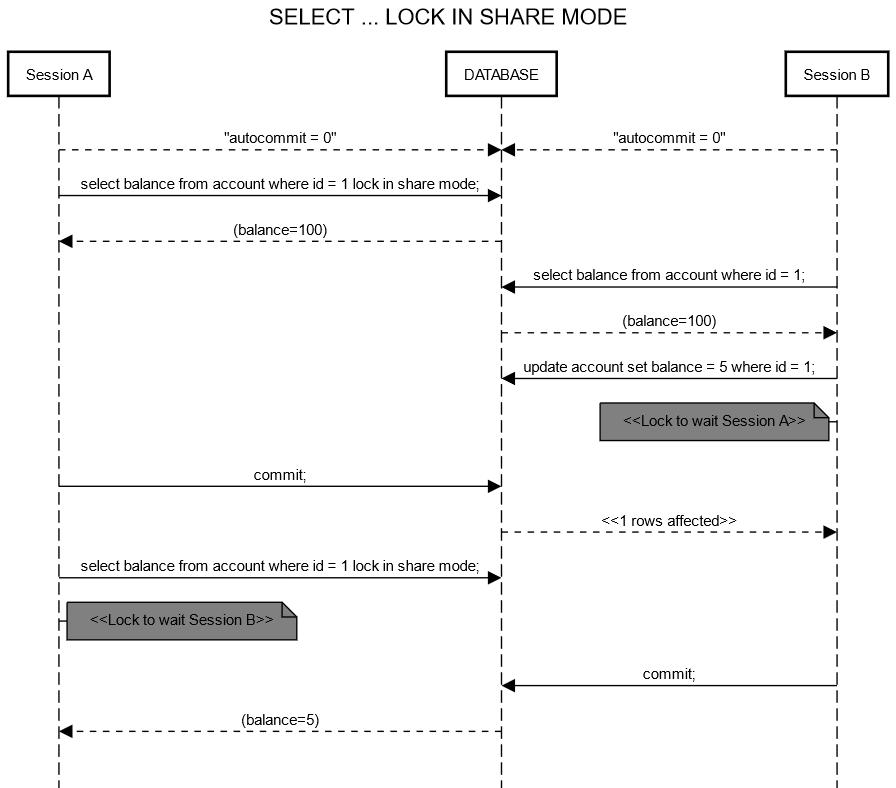 SELECT ... LOCK IN SHARE MODE
Session A
DATABASE
Session B
"autocommit = 0"
"autocommit = 0"
select balance from account where id = 1 lock in share mode;
(balance=100)
select balance from account where id = 1;
(balance=100)
update account set balance = 5 where id = 1;
<<Lock to wait Session A>>
commit;
<<1 rows affected>>
select balance from account where id = 1 lock in share mode;
<<Lock to wait Session B>>
commit;
(balance=5)